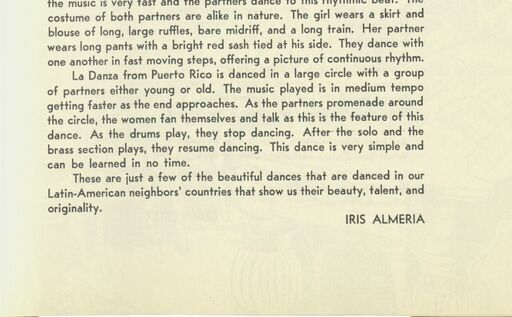 the music is very fast and the partners dance to this rhythmic beat. The
costume of both partners are alike in nature. The girl wears a skirt and
blouse of long, large ruffles, bare midriff, and a long train. Her partner
wears long pants with a bright red sash tied at his side. They dance with
one another in fast moving steps, offering a picture of continuous rhythm.
La Danza from Puerto Rico is danced in a large circle with a group
of partners either young or old. The music played is in medium tempo
getting faster as the end approaches. As the partners promenade around
the circle, the women fan themselves and talk as this is the feature of this
dance. As the drums play, they stop dancing. After the solo and the
brass section plays, they resume dancing. This dance is very simple and
can be learned in no time.
These are just a few of the beautiful dances that are danced in our
Latin-American neighbors' countries that show us their beauty, talent, and
originality.
IRIS ALMERIA